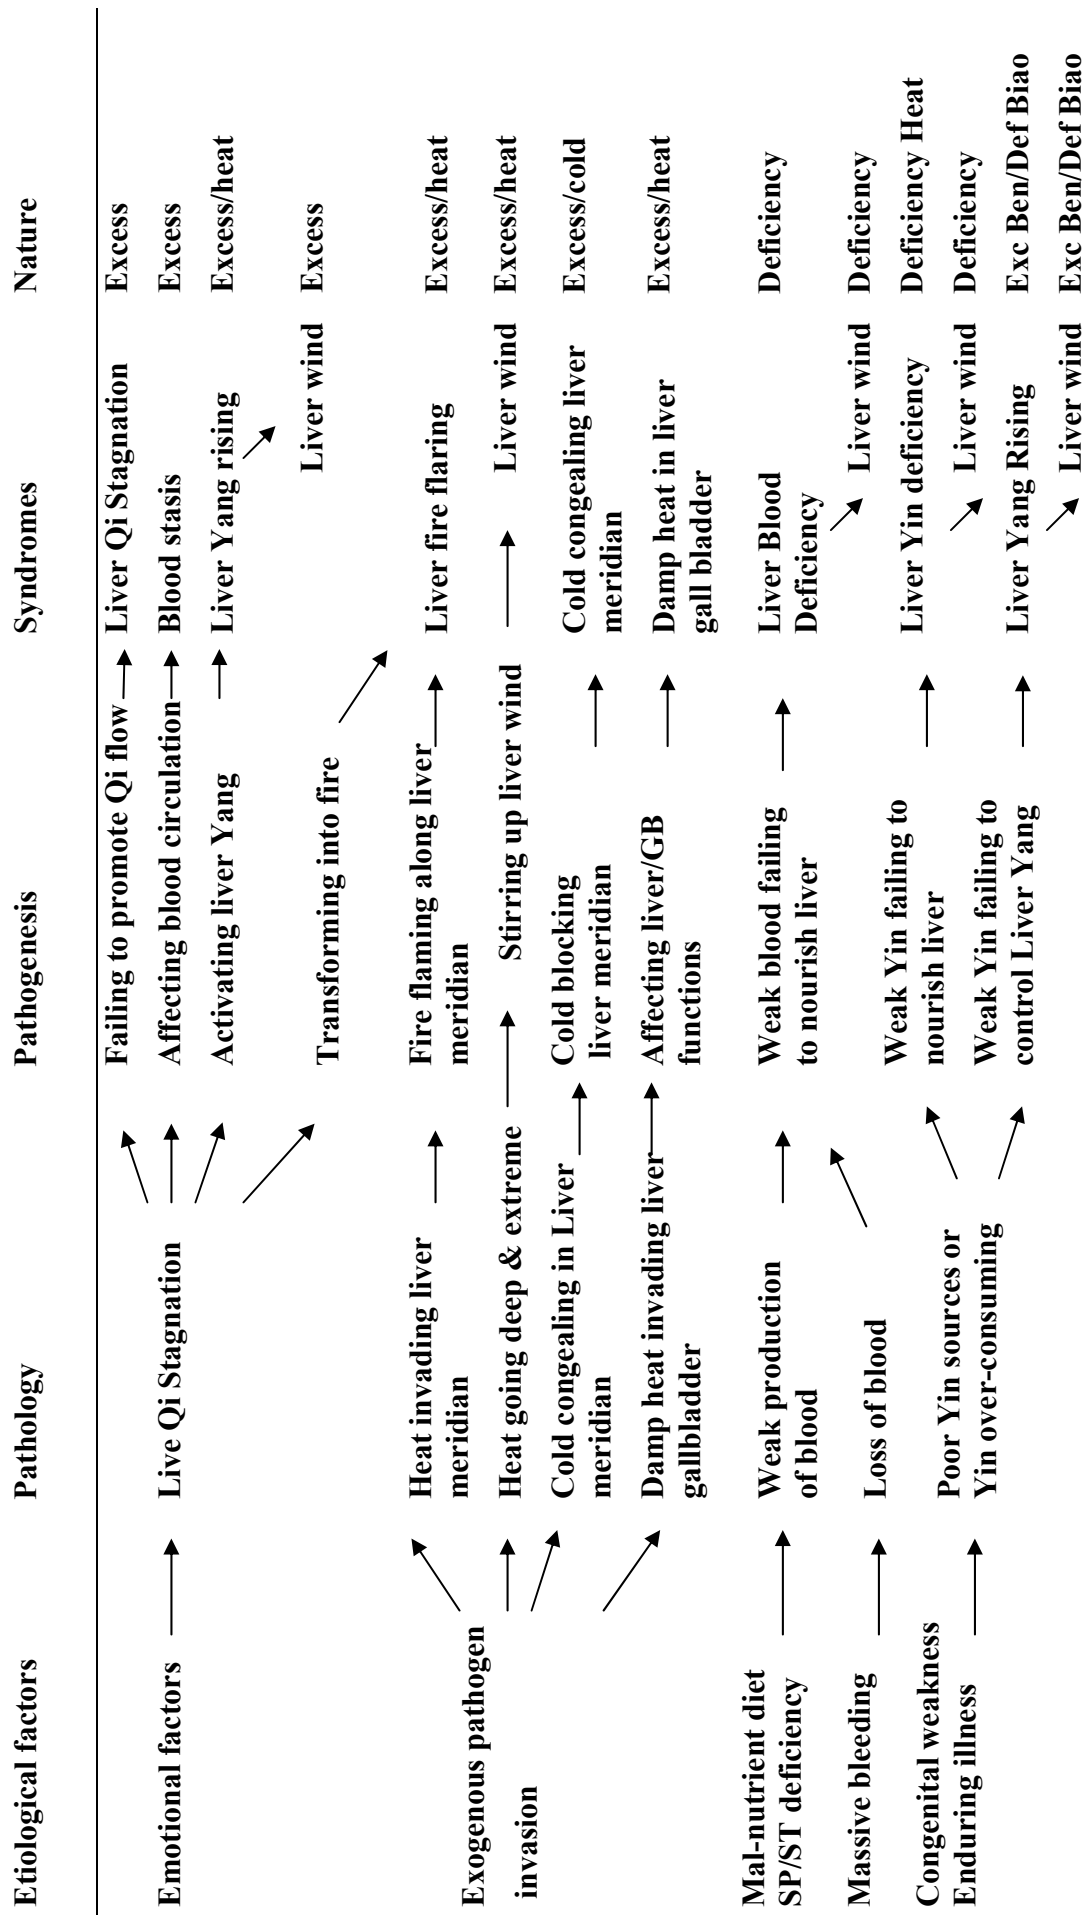 Etiological factors Pathology Pathogenesis Syndromes Nature
Failing to promote Qi flow Liver Qi Stagnation Excess
Emotional factors Live Qi Stagnation Affecting blood circulation Blood stasis Excess
Activating liver Yang Liver Yang rising Excess/heat
Transforming into fire Liver wind Excess
Heat invading liver Fire flaming along liver Liver fire flaring Excess/heat
meridian meridian
Exogenous pathogen
invasion
Heat going deep & extreme Stirring up liver wind Liver wind Excess/heat
Cold congealing in Liver Cold blocking Cold congealing liver Excess/cold
meridian liver meridian meridian
Damp heat invading liver Affecting liver/GB Damp heat in liver Excess/heat
gallbladder functions gall bladder
Mal-nutrient diet Weak production Weak blood failing Liver Blood Deficiency
SP/ST deficiency of blood to nourish liver Deficiency
Massive bleeding Loss of blood Liver wind Deficiency
Weak Yin failing to Liver Yin deficiency Deficiency Heat
nourish liver
Congenital weakness Poor Yin sources or Liver wind Deficiency
Enduring illness Yin over-consuming Weak Yin failing to Liver Yang Rising Exc Ben/Def Biao
control Liver Yang
Liver wind Exc Ben/Def Biao